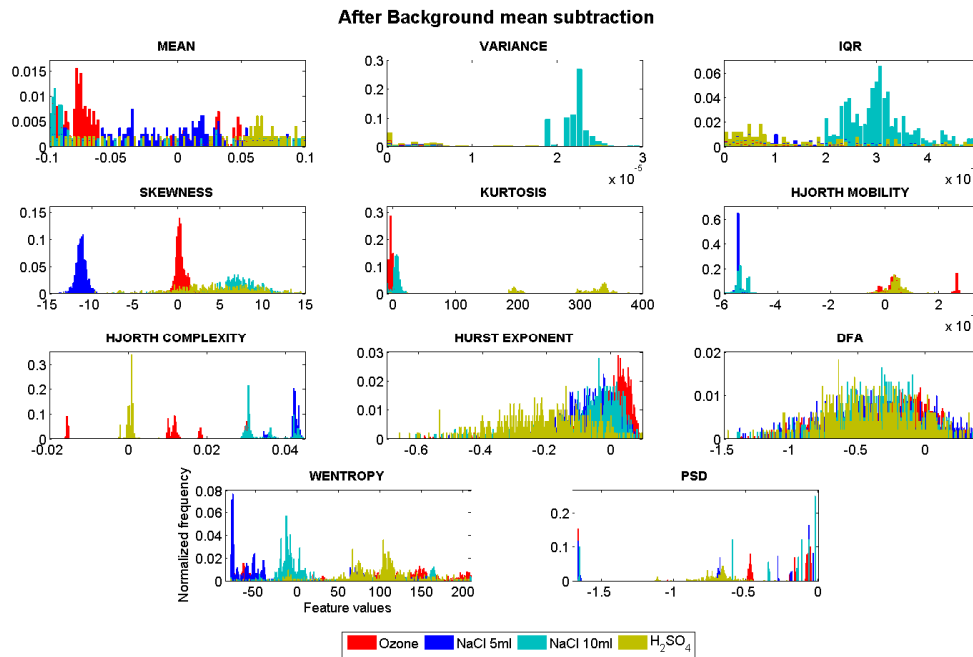 After Background mean subtraction
MEAN
VARIANCE
IQR
0.015
0.01
0.005
0
-0.1 -0.05 0 0.05 0.1
0.3
0.2
0.1
0
0 1 2 3
x 10^-5
0.06
0.04
0.02
0
0 1 2 3 4
x 10
SKEWNESS
KURTOSIS
HJORTH MOBILITY
0.15
0.1
0.05
0
-15 -10 -5 0 5 10 15
0.3
0.2
0.1
0
0 100 200 300 400
0.6
0.4
0.2
0
-6 -4 -2 0 2
x 10
HJORTH COMPLEXITY
HURST EXPONENT
DFA
0.3
0.2
0.1
0
-0.02 0 0.02 0.04
0.03
0.02
0.01
0
-0.6 -0.4 -0.2 0
0.02
0.01
0
-1.5 -1 -0.5 0
WENTROPY
PSD
Normalized frequency
0.08
0.06
0.04
0.02
0
-50 0 50 100 150 200
Feature values
0.2
0.1
0
-1.5 -1 -0.5 0
Ozone NaCl 5ml NaCl 10ml H₂SO₄